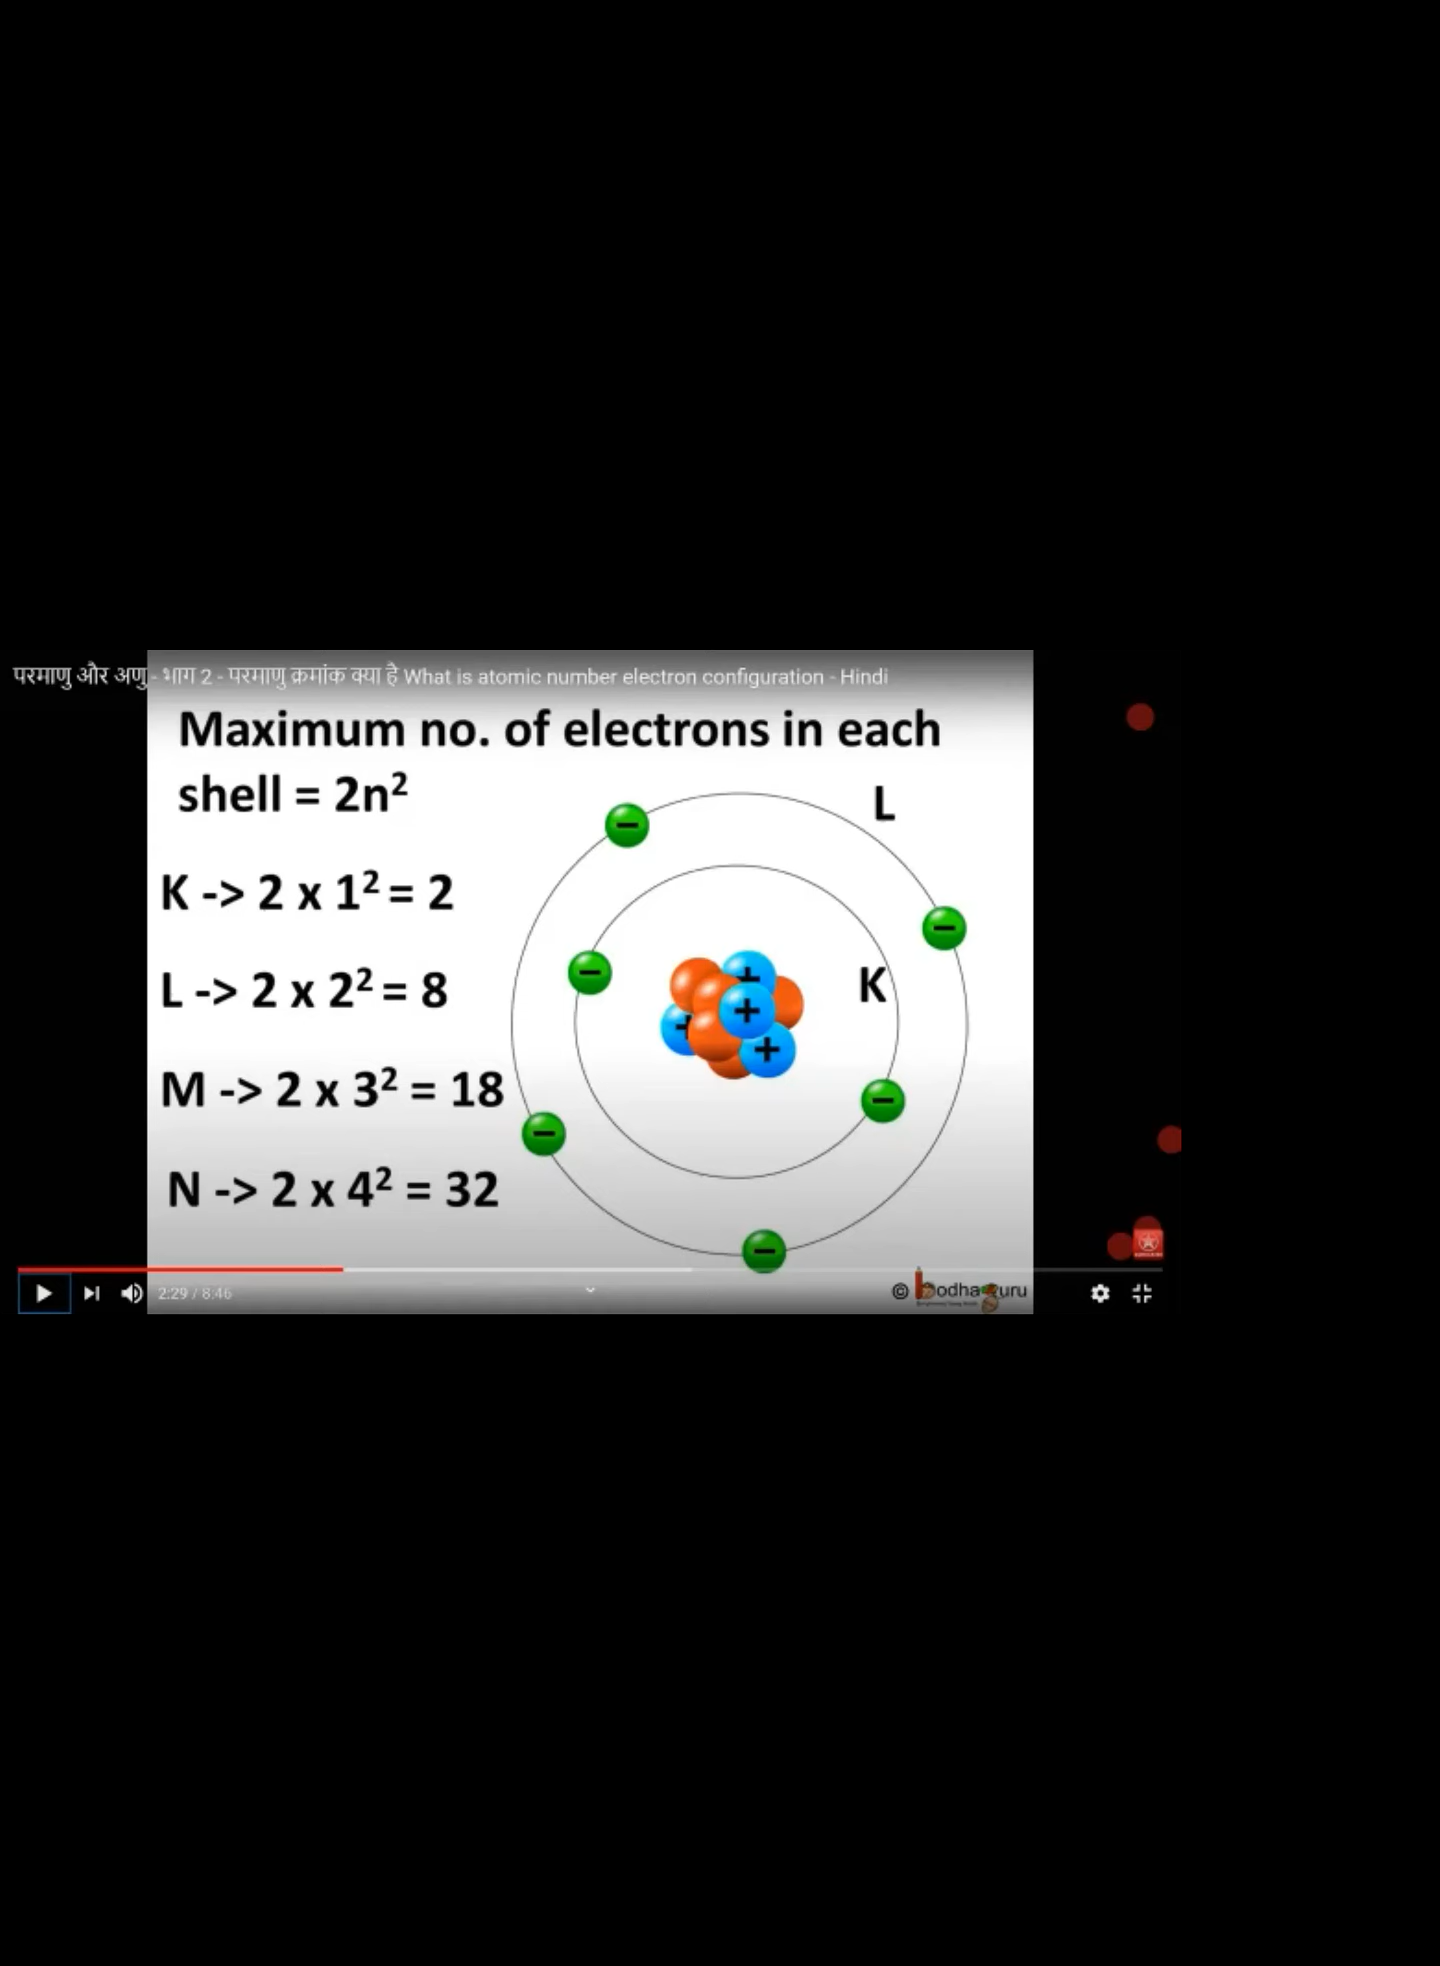 परमाणु और अणु - भाग 2 - परमाणु क्रमांक क्या है What is atomic number electron configuration - Hindi
Maximum no. of electrons in each
shell = 2n²
L
K -> 2 x 1² = 2
L -> 2 x 2² = 8
K
M -> 2 x 3² = 18
N -> 2 x 4² = 32
2:29 / 8:46
© bodhaguru